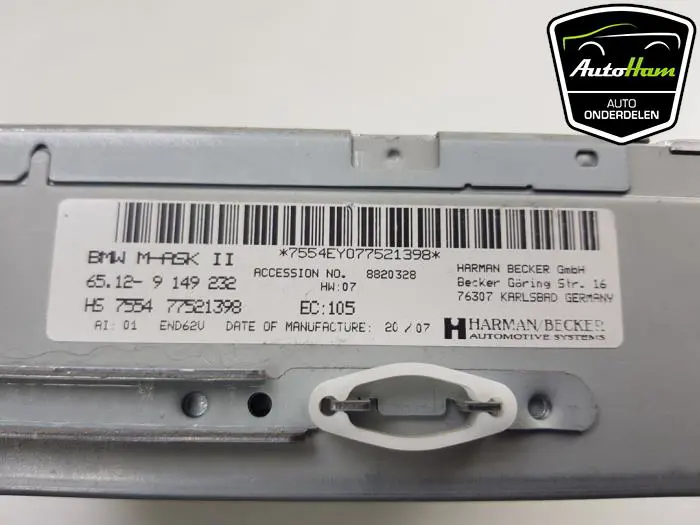 AutoHam
AUTO
ONDERDELEN
*7554EY077521398*
BMW M-ASK II
65.12- 9 149 232
HS 7554 77521398
AI: 01 END62V DATE OF MANUFACTURE: 20/07
ACCESSION NO. 8820328
HW:07
EC:105
HARMAN BECKER GmbH
Becker Göring Str. 16
76307 KARLSBAD GERMANY
HARMAN/BECKER
AUTOMOTIVE SYSTEMS